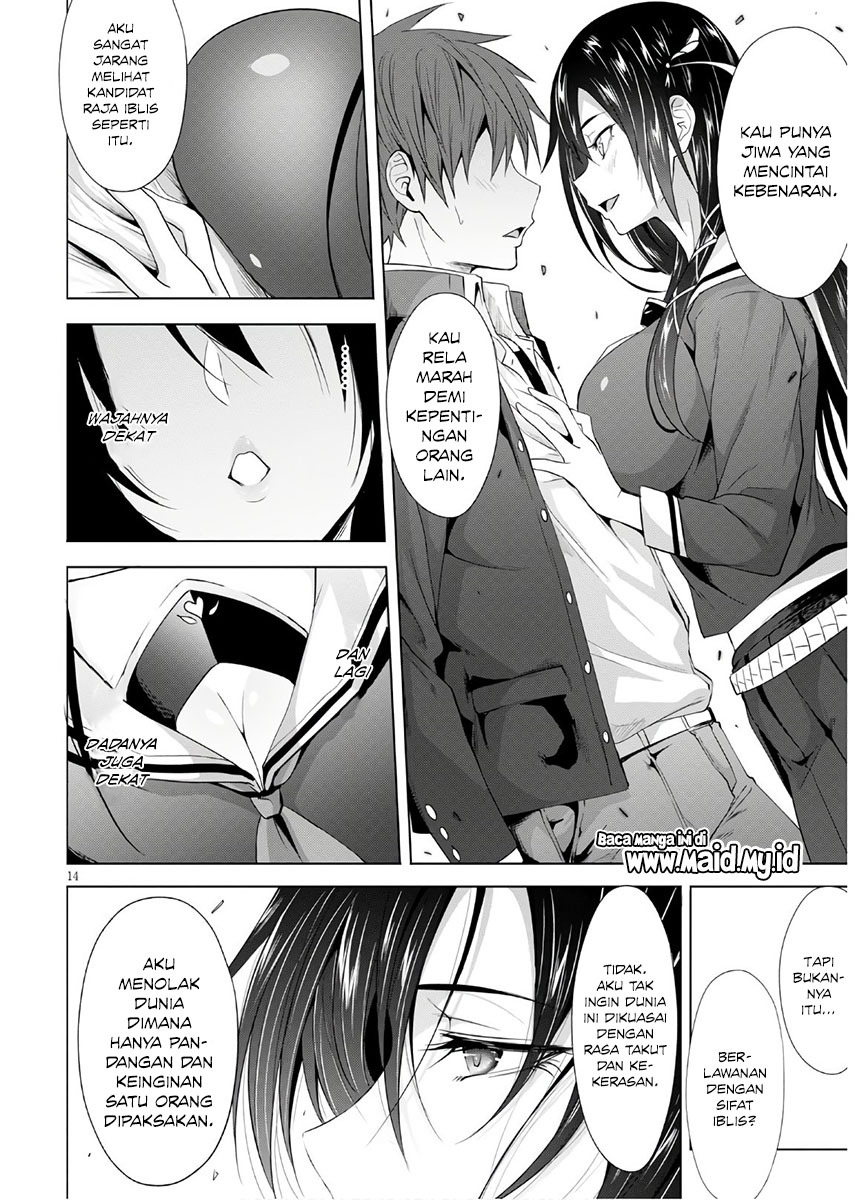 KAU PUNYA
JIWA YANG
MENCINTAI
KEBENARAN.
KAU
RELA
MARAH
DEMI
KEPENTI-
NGAN
ORANG
LAIN.
AKU
SANGAT
JARANG
MELIHAT
KANDIDAT
RAJA IBLIS
SEPERTI
ITU.
WAJAHNYA
DEKAT
DAN
LAGI
DADANYA
JUGA
DEKAT
Baca Manga ini di
www.Maid.My.id
14
TAPI
BUKAN-
NYA
ITU...
BER-
LAWANAN
DENGAN
SIFAT
IBLIS?
TIDAK.
AKU TAK
INGIN DUNIA
INI DIKUASAI
DENGAN
RASA TAKUT
DAN KE-
KERASAN.
AKU
MENOLAK
DUNIA
DIMANA
HANYA PAN-
DANGAN DAN
KEINGINAN
SATU ORANG
DIPAKSAKAN.